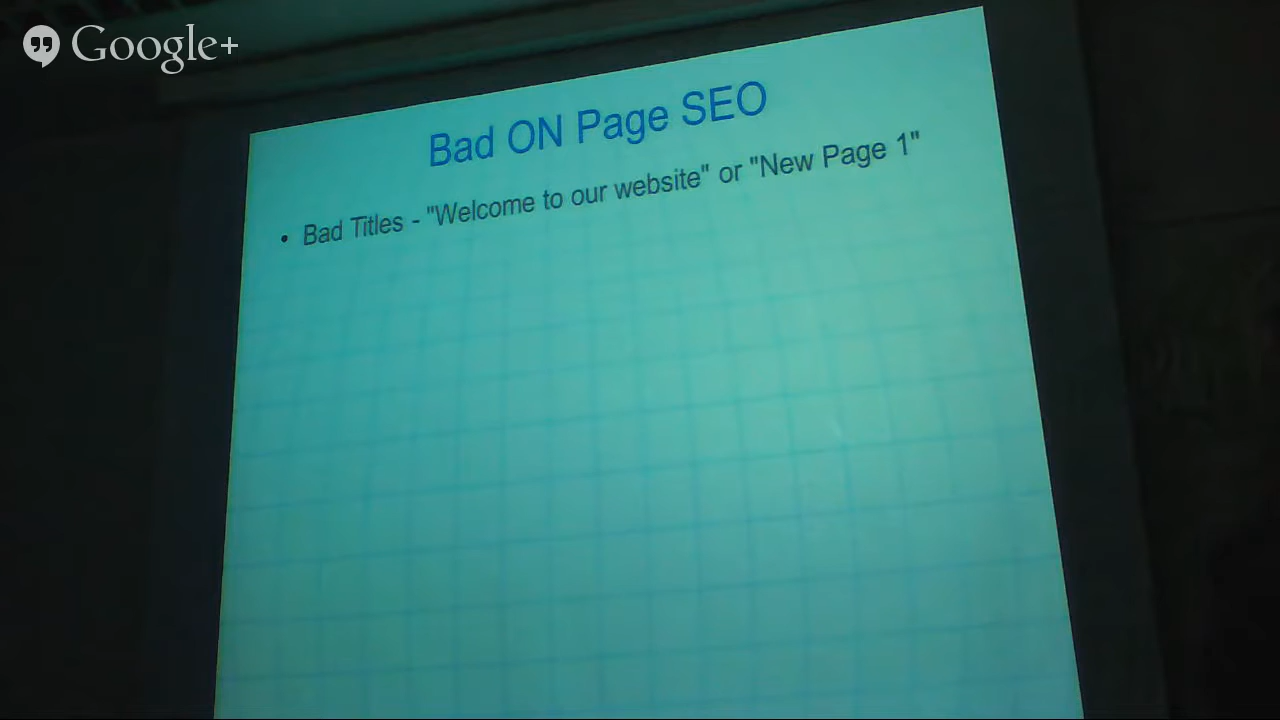 Google+
Bad ON Page SEO
• Bad Titles - "Welcome to our website" or "New Page 1"